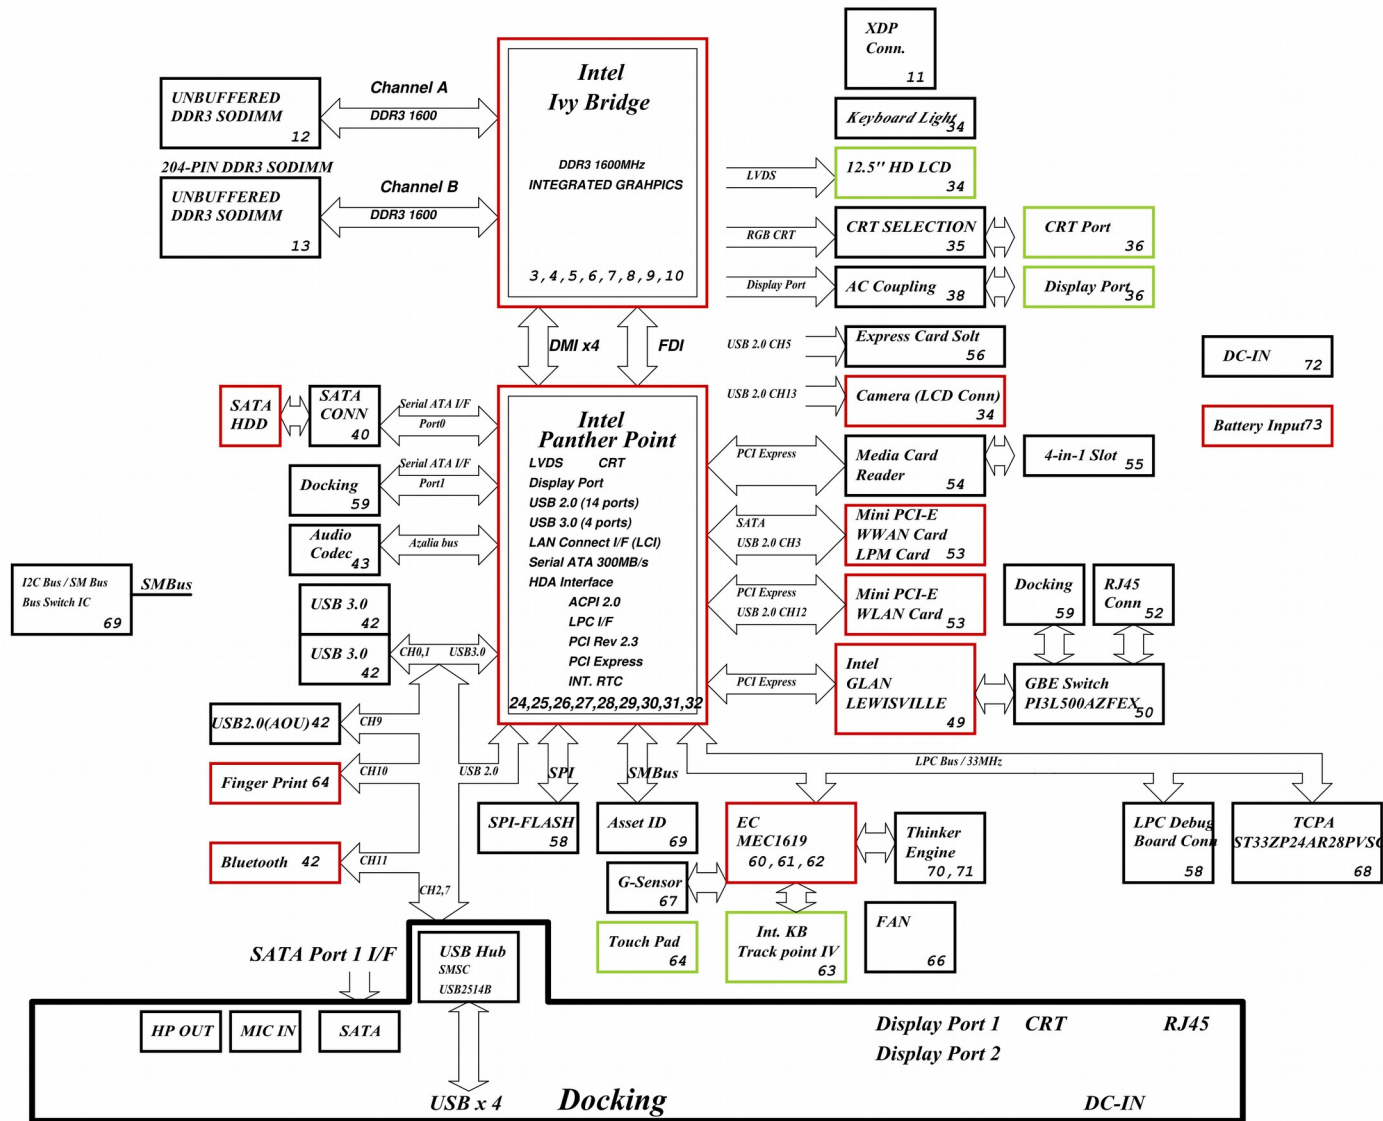 XDP
Conn.
11
Intel
Ivy Bridge
DDR3 1600MHz
INTEGRATED GRAHPICS
3,4,5,6,7,8,9,10
UNBUFFERED
DDR3 SODIMM
12
Channel A
DDR3 1600
204-PIN DDR3 SODIMM
UNBUFFERED
DDR3 SODIMM
13
Channel B
DDR3 1600
Keyboard Light
34
LVDS
12.5" HD LCD
34
RGB CRT
CRT SELECTION
35
CRT Port
36
Display Port
AC Coupling
38
Display Port
36
DMI x4
FDI
USB 2.0 CH5
Express Card Solt
56
USB 2.0 CH13
Camera (LCD Conn)
34
DC-IN
72
Battery Input
73
SATA
HDD
SATA
CONN
40
Serial ATA I/F
Port0
Docking
59
Serial ATA I/F
Port1
Audio
Codec
43
Azalia bus
Intel
Panther Point
LVDS CRT
Display Port
USB 2.0 (14 ports)
USB 3.0 (4 ports)
LAN Connect I/F (LCI)
Serial ATA 300MB/s
HDA Interface
ACPI 2.0
LPC I/F
PCI Rev 2.3
PCI Express
INT. RTC
24,25,26,27,28,29,30,31,32
PCI Express
Media Card
Reader
54
4-in-1 Slot
55
SATA
USB 2.0 CH3
Mini PCI-E
WWAN Card
LPM Card
53
PCI Express
USB 2.0 CH12
Mini PCI-E
WLAN Card
53
Docking
59
RJ45
Conn
52
PCI Express
Intel
GLAN
LEWISVILLE
49
GBE Switch
PI3L500AZFEX
50
I2C Bus / SM Bus
Bus Switch IC
69
SMBus
USB 3.0
42
USB 3.0
42
CH0,1
USB3.0
USB2.0(AOU)
42
CH9
Finger Print
64
CH10
Bluetooth
42
CH11
CH2,7
USB 2.0
SPI
SMBus
LPC Bus / 33MHz
SPI-FLASH
58
Asset ID
69
EC
MEC1619
60,61,62
Thinker
Engine
70,71
LPC Debug
Board Conn
58
TCPA
ST33ZP24AR28PVSC
68
G-Sensor
67
Touch Pad
64
Int. KB
Track point IV
63
FAN
66
SATA Port 1 I/F
USB Hub
SMSC
USB2514B
HP OUT
MIC IN
SATA
Display Port 1
CRT
RJ45
Display Port 2
USB x 4
Docking
DC-IN